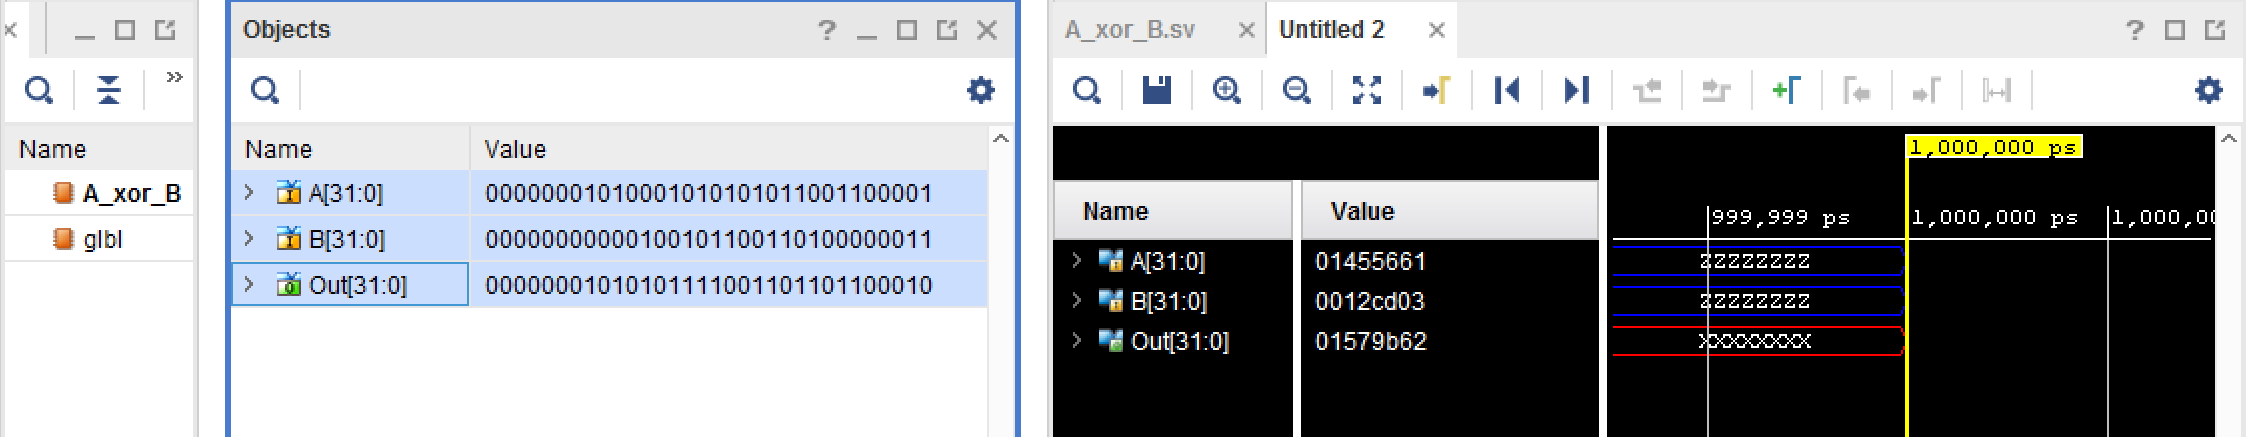 Objects
?
A_xor_B.sv
Untitled 2
?
»
Name
A_xor_B
glbl
Name Value
A[31:0] 00000001010001010101011001100001
B[31:0] 00000000000100101100110100000011
Out[31:0] 00000001010101111001101101100010
1,000,000 ps
Name Value
999,999 ps 1,000,000 ps 1,000,00
A[31:0] 01455661 ZZZZZZZZ
B[31:0] 0012cd03 ZZZZZZZZ
Out[31:0] 01579b62 XXXXXXXX